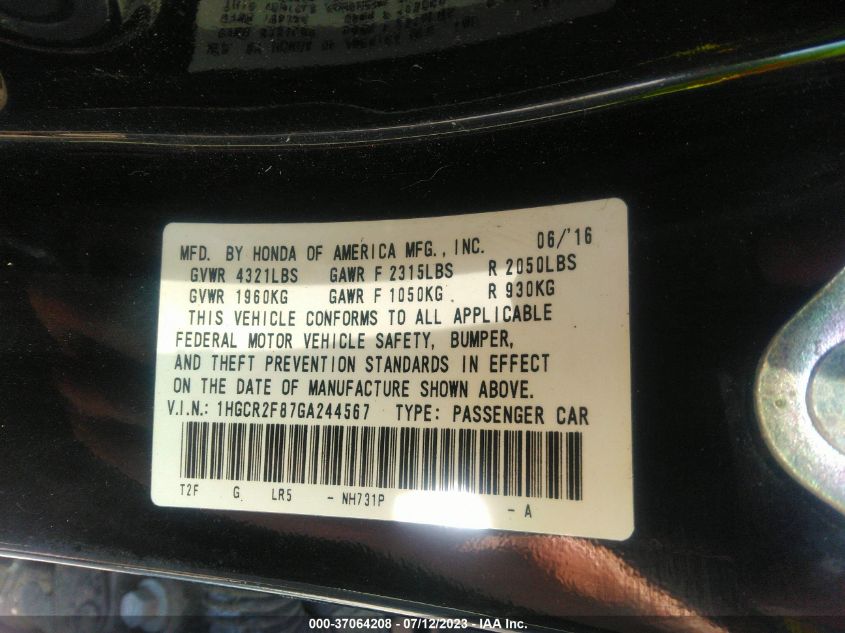 MFD. BY HONDA OF AMERICA MFG., INC. 06/'16
GVWR 4321LBS GAWR F 2315LBS R 2050LBS
GVWR 1960KG GAWR F 1050KG R 930KG
THIS VEHICLE CONFORMS TO ALL APPLICABLE
FEDERAL MOTOR VEHICLE SAFETY, BUMPER,
AND THEFT PREVENTION STANDARDS IN EFFECT
ON THE DATE OF MANUFACTURE SHOWN ABOVE.
V.I.N.: 1HGCR2F87GA244567 TYPE: PASSENGER CAR
T2F G LR5 - NH731P - A
000-37064208 - 07/12/2023 - IAA Inc.